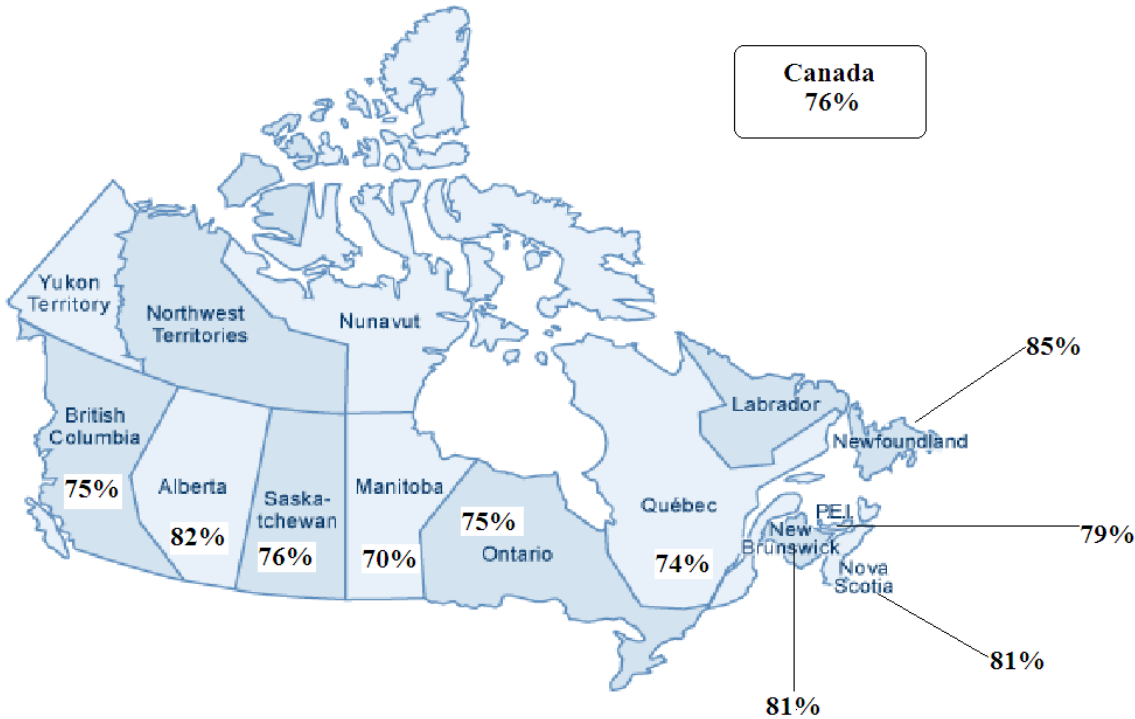 Canada
76%
Yukon
Territory
Northwest
Territories
Nunavut
85%
British
Columbia
75%
Alberta
82%
Saska-
tchewan
76%
Manitoba
70%
75%
Ontario
Labrador
Newfoundland
Québec
74%
P.E.I.
79%
New
Brunswick
Nova
Scotia
81%
81%